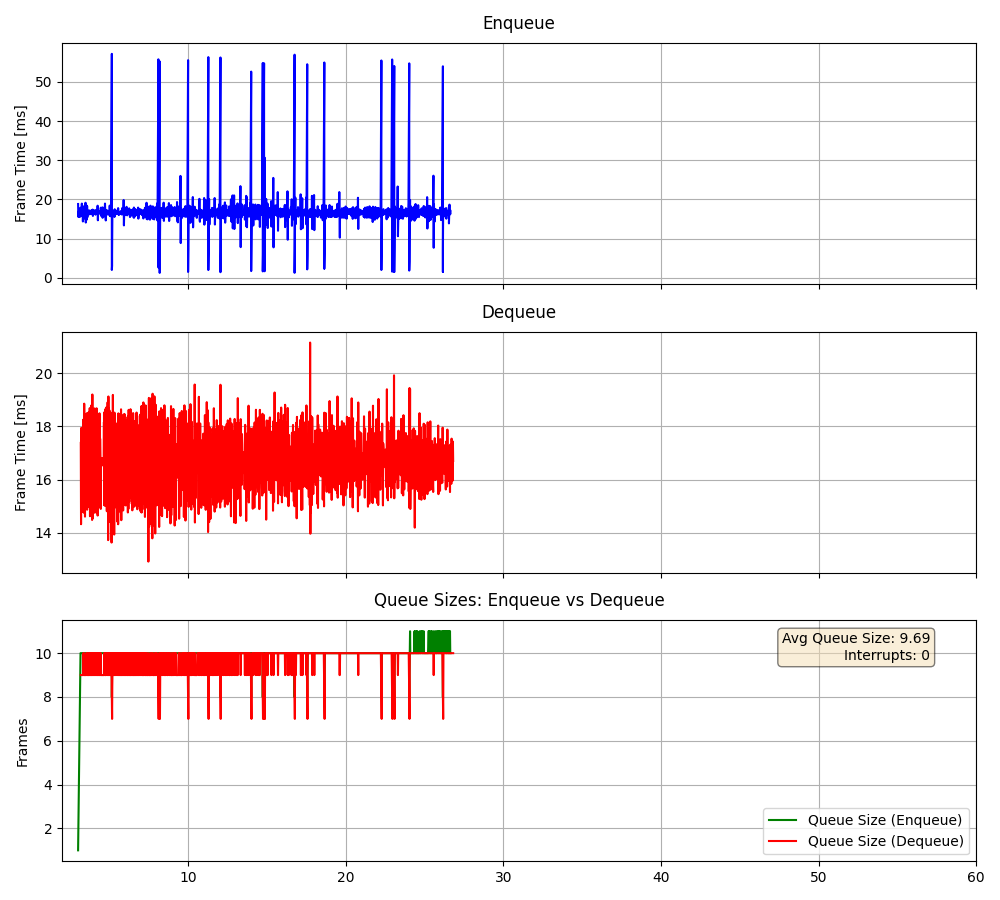 Enqueue
Frame Time [ms]
50
40
30
20
10
0
Dequeue
Frame Time [ms]
20
18
16
14
Queue Sizes: Enqueue vs Dequeue
Frames
10
8
6
4
2
Avg Queue Size: 9.69
Interrupts: 0
Queue Size (Enqueue)
Queue Size (Dequeue)
10 20 30 40 50 60